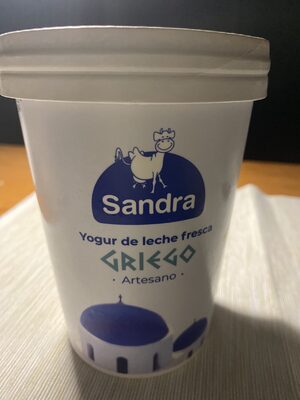 Sandra
Yogur de leche fresca
GRIEGO
· Artesano ·